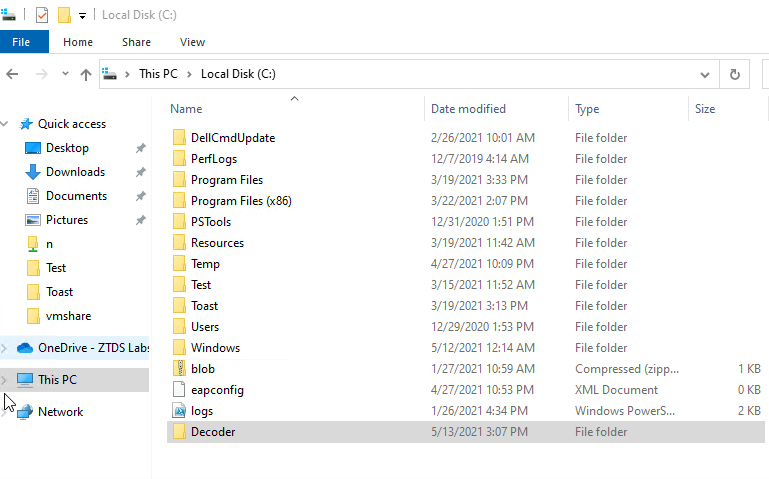 Local Disk (C:)
File Home Share View
This PC Local Disk (C:)
Name Date modified Type Size
Quick access
Desktop
Downloads
Documents
Pictures
n
Test
Toast
vmshare
OneDrive - ZTDS Labs
This PC
Network
DellCmdUpdate 2/26/2021 10:01 AM File folder
PerfLogs 12/7/2019 4:14 AM File folder
Program Files 3/19/2021 3:33 PM File folder
Program Files (x86) 3/22/2021 2:07 PM File folder
PSTools 12/31/2020 1:51 PM File folder
Resources 3/19/2021 11:42 AM File folder
Temp 4/27/2021 10:09 PM File folder
Test 3/15/2021 11:52 AM File folder
Toast 3/19/2021 3:13 PM File folder
Users 12/29/2020 1:53 PM File folder
Windows 5/12/2021 12:14 AM File folder
blob 1/27/2021 10:59 AM Compressed (zipp... 1 KB
eapconfig 4/27/2021 10:53 PM XML Document 0 KB
logs 1/26/2021 4:34 PM Windows PowerS... 2 KB
Decoder 5/13/2021 3:07 PM File folder